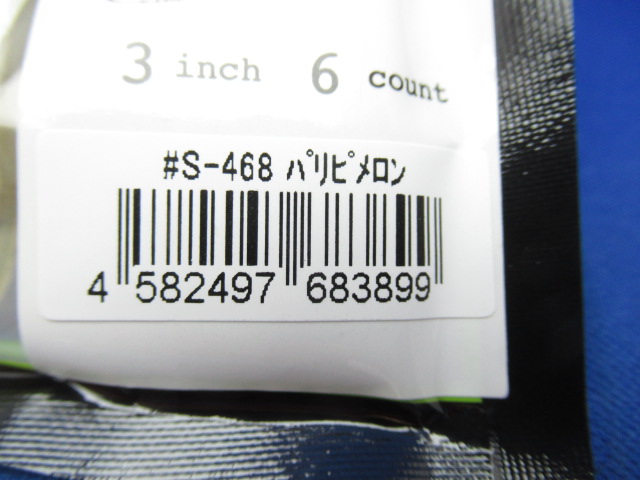 3 inch 6 count
#S-468 ﾊﾟﾘﾋﾟﾒﾛﾝ
4 582497 683899